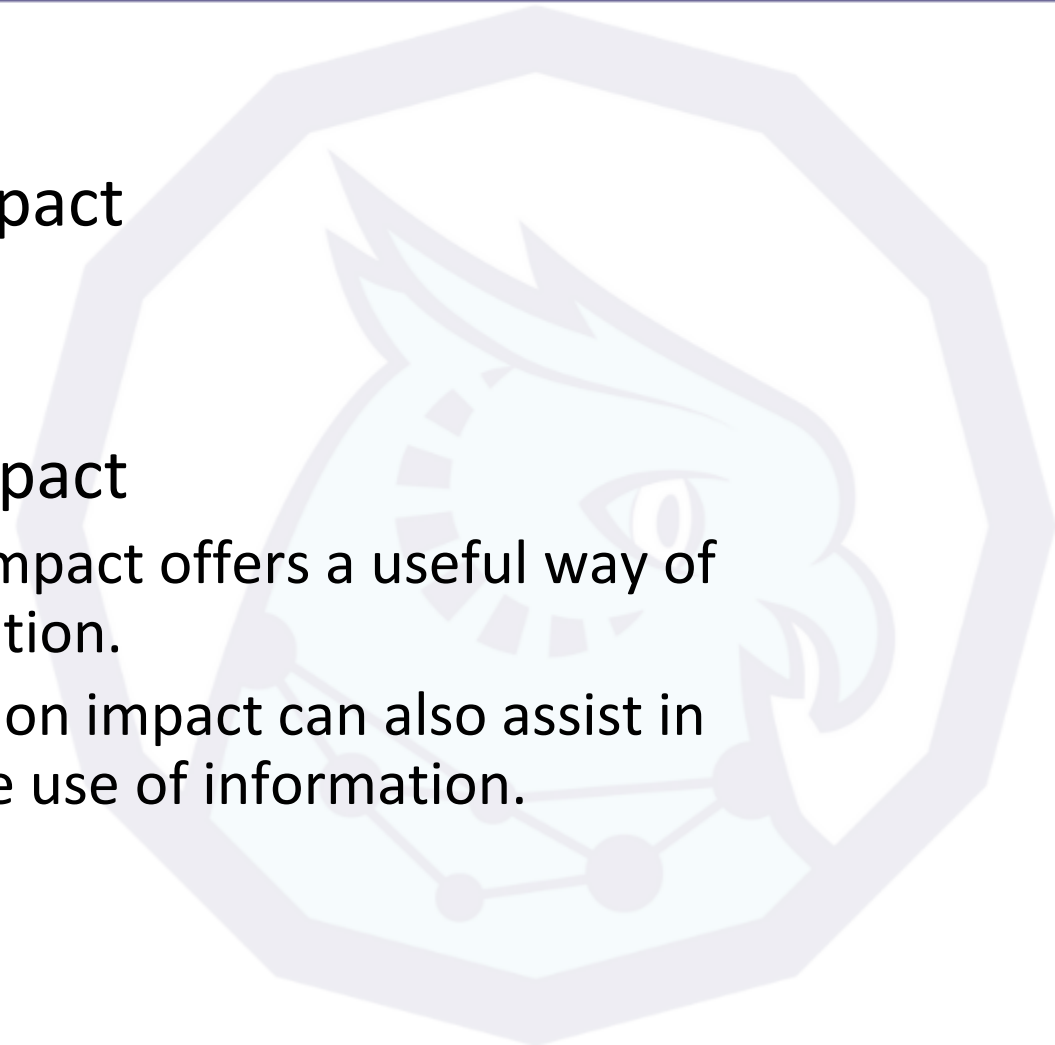 pact
pact
mpact offers a useful way of
tion.
on impact can also assist in
e use of information.